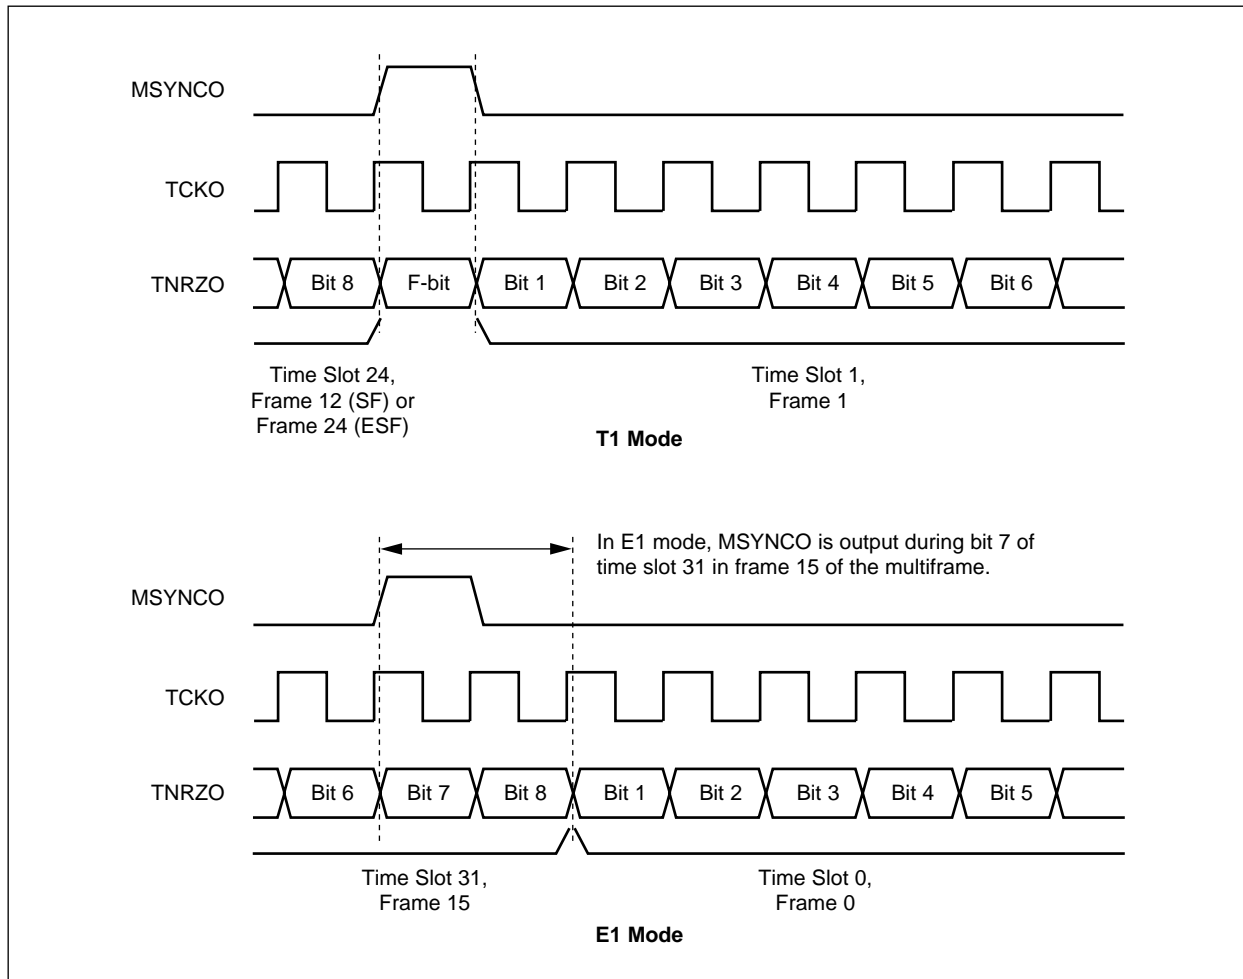 MSYNCO
TCKO
TNRZO
Bit 8
F-bit
Bit 1
Bit 2
Bit 3
Bit 4
Bit 5
Bit 6
Time Slot 24,
Frame 12 (SF) or
Frame 24 (ESF)
Time Slot 1,
Frame 1
T1 Mode
In E1 mode, MSYNCO is output during bit 7 of
time slot 31 in frame 15 of the multiframe.
MSYNCO
TCKO
TNRZO
Bit 6
Bit 7
Bit 8
Bit 1
Bit 2
Bit 3
Bit 4
Bit 5
Time Slot 31,
Frame 15
Time Slot 0,
Frame 0
E1 Mode